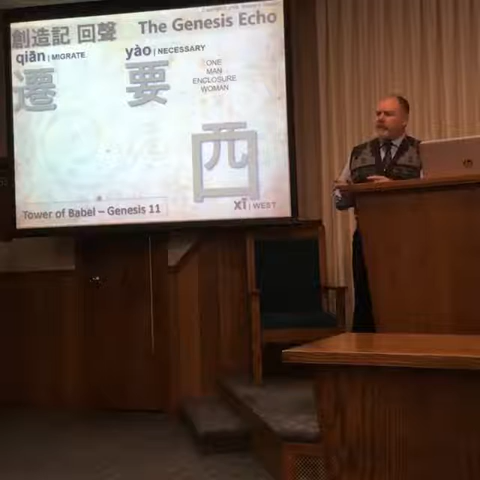 創造記 回聲 The Genesis Echo
qiān | MIGRATE
遷
yào | NECESSARY
要
ONE
MAN
ENCLOSURE
WOMAN
西
xī | WEST
Tower of Babel – Genesis 11
hp